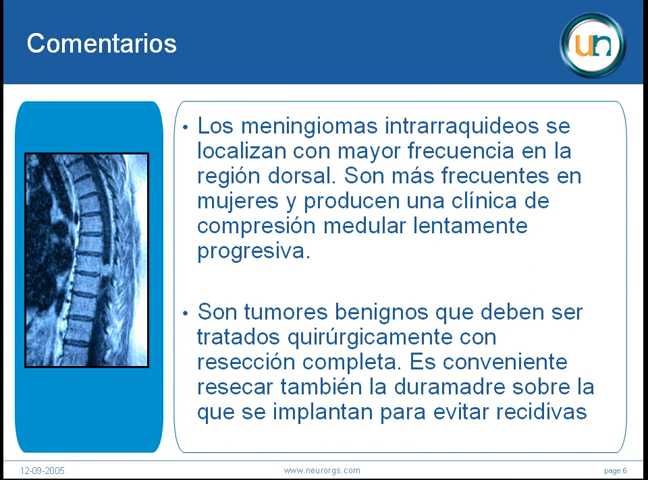 Comentarios
un
• Los meningiomas intrarraquideos se
localizan con mayor frecuencia en la
región dorsal. Son más frecuentes en
mujeres y producen una clínica de
compresión medular lentamente
progresiva.
• Son tumores benignos que deben ser
tratados quirúrgicamente con
resección completa. Es conveniente
resecar también la duramadre sobre la
que se implantan para evitar recidivas
12-09-2005
www.neurorgs.com
page 6